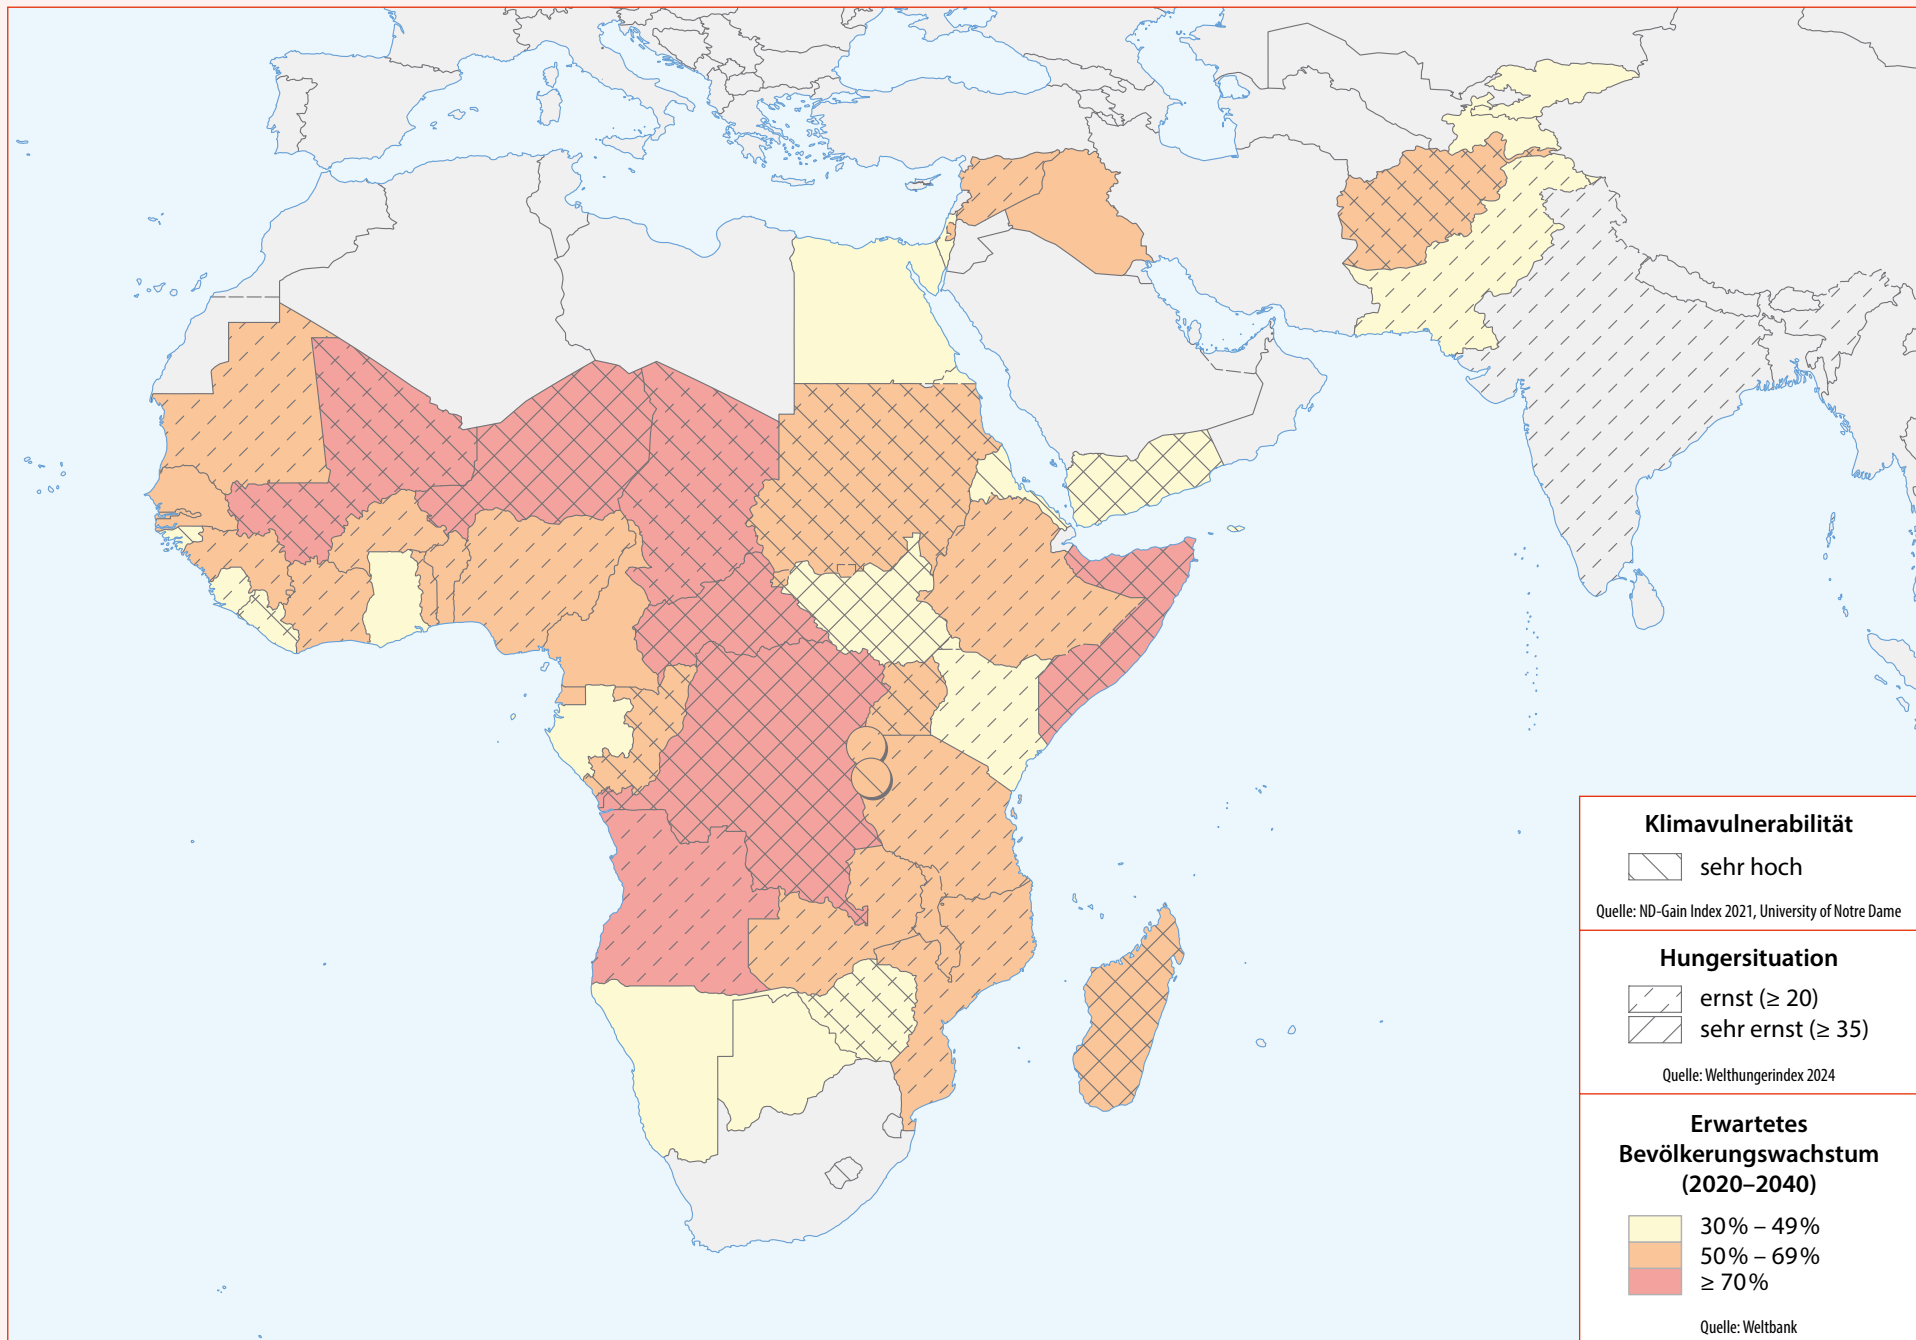 Klimavulnerabilität
sehr hoch
Quelle: ND-Gain Index 2021, University of Notre Dame
Hungersituation
ernst (≥ 20)
sehr ernst (≥ 35)
Quelle: Welthungerindex 2024
Erwartetes
Bevölkerungswachstum
(2020–2040)
30% – 49%
50% – 69%
≥ 70%
Quelle: Weltbank